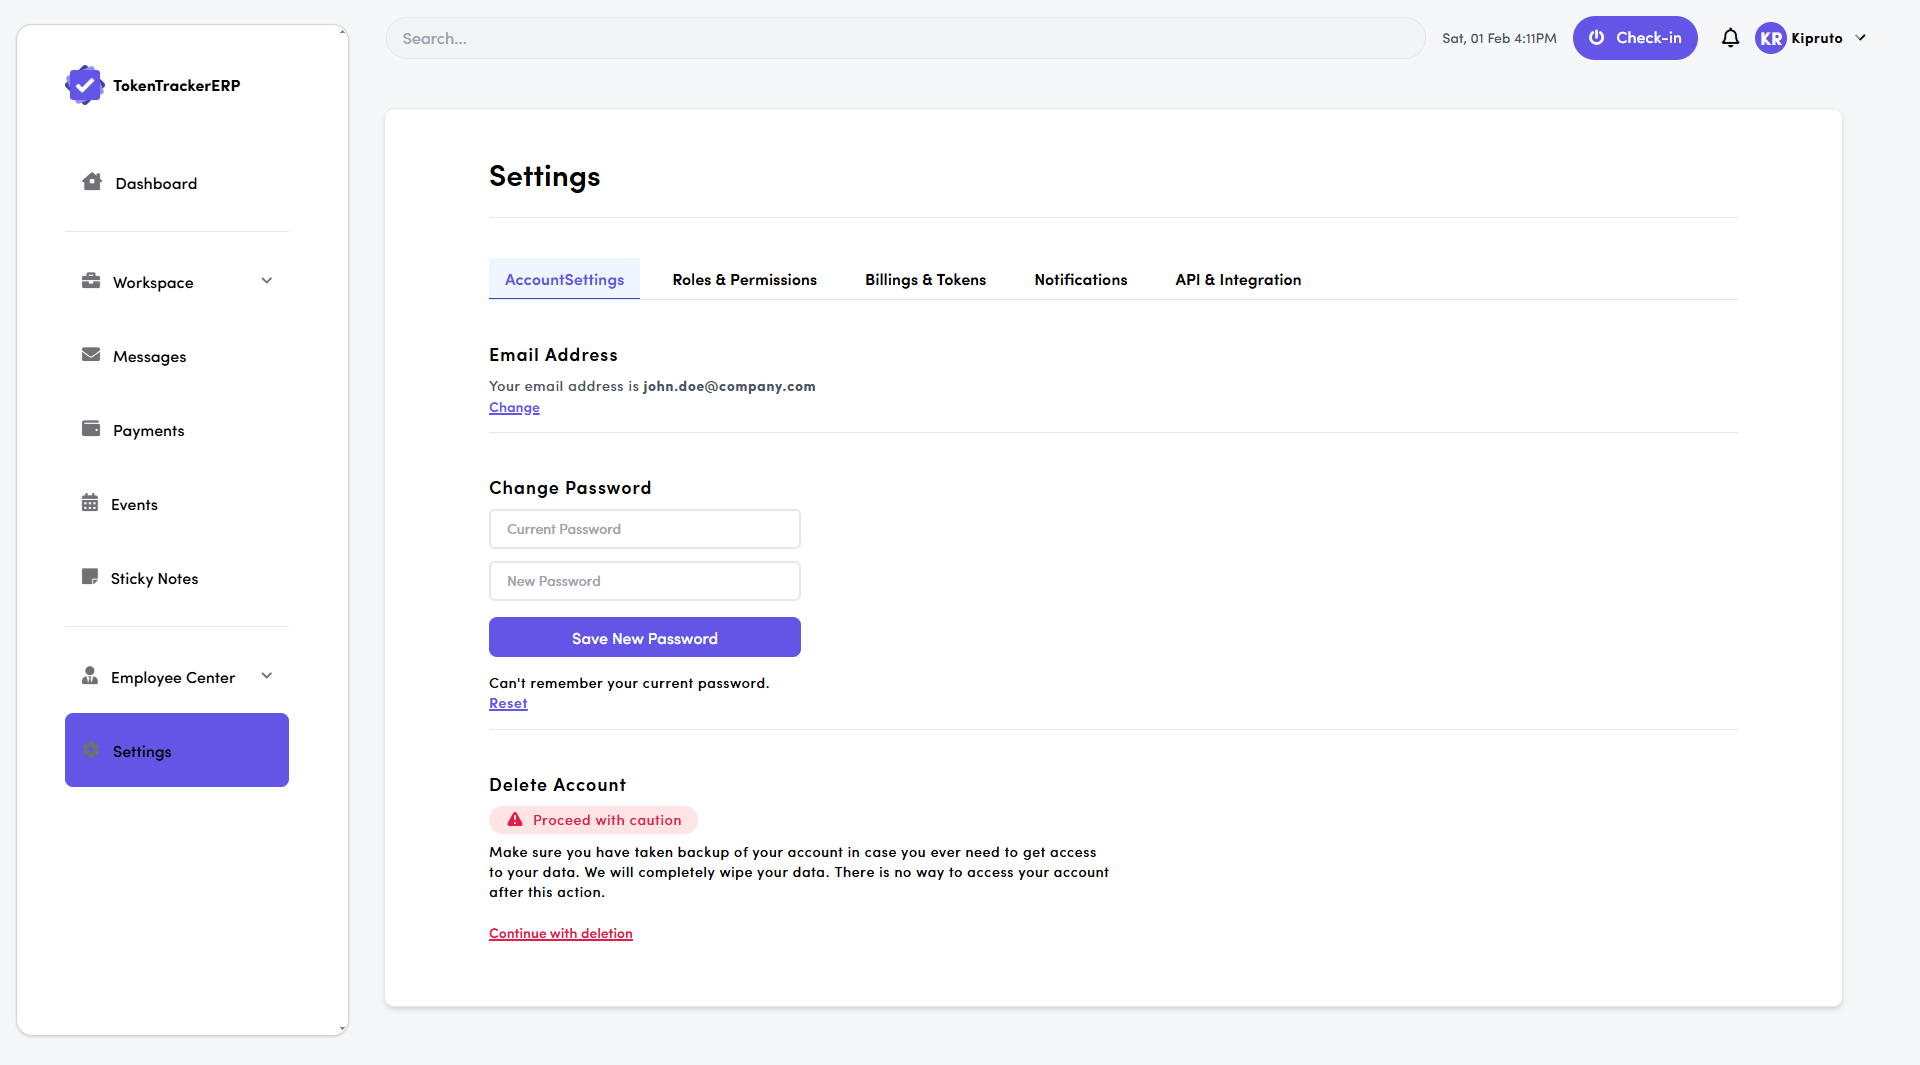 TokenTrackerERP
Dashboard
Workspace
Messages
Payments
Events
Sticky Notes
Employee Center
Settings
Search...
Sat, 01 Feb 4:11PM
Check-in
KR Kipruto
Settings
AccountSettings Roles & Permissions Billings & Tokens Notifications API & Integration
Email Address
Your email address is john.doe@company.com
Change
Change Password
Current Password
New Password
Save New Password
Can't remember your current password.
Reset
Delete Account
Proceed with caution
Make sure you have taken backup of your account in case you ever need to get access
to your data. We will completely wipe your data. There is no way to access your account
after this action.
Continue with deletion